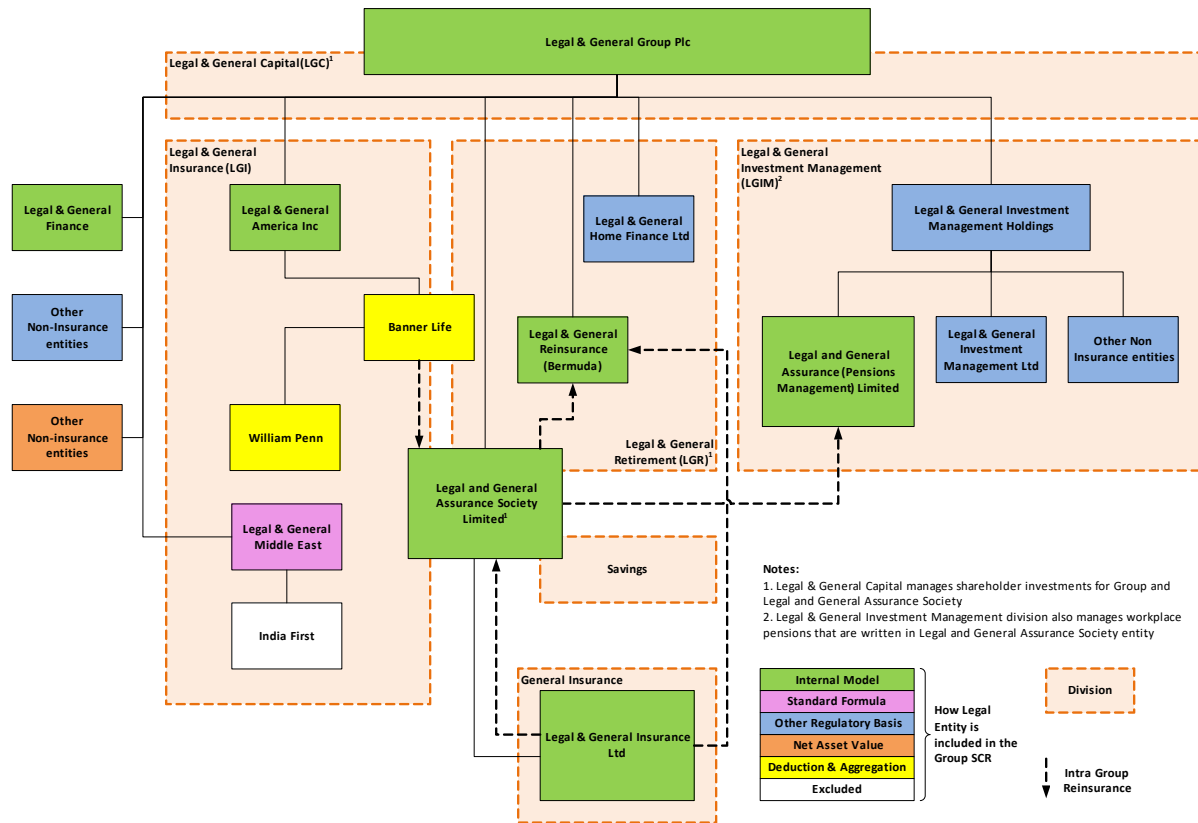 Legal & General Group Plc
Legal & General Capital(LGC)1
Legal & General
Insurance (LGI)
Legal & General
Investment Management
(LGIM)2
Legal & General
Finance
Legal & General
America Inc
Legal & General
Home Finance Ltd
Legal & General Investment
Management Holdings
Other
Non-Insurance
entities
Banner Life
Legal & General
Reinsurance
(Bermuda)
Legal and General
Assurance (Pensions
Management) Limited
Legal & General
Investment
Management Ltd
Other Non
Insurance entities
Other
Non-insurance
entities
William Penn
Legal & General
Retirement (LGR)1
Legal and General
Assurance Society
Limited1
Legal & General
Middle East
Savings
India First
Notes:
1. Legal & General Capital manages shareholder investments for Group and
Legal and General Assurance Society
2. Legal & General Investment Management division also manages workplace
pensions that are written in Legal and General Assurance Society entity
General Insurance
Legal & General Insurance
Ltd
Internal Model
Standard Formula
Other Regulatory Basis
Net Asset Value
Deduction & Aggregation
Excluded
How Legal
Entity is
included in the
Group SCR
Division
Intra Group
Reinsurance